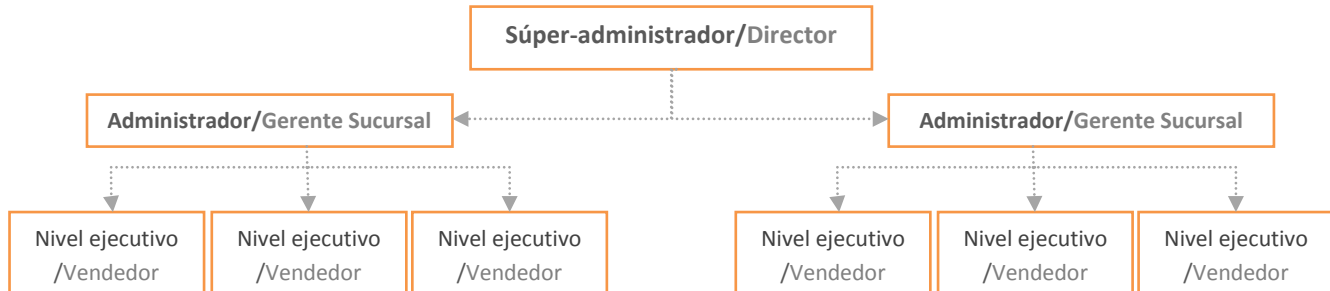 Súper-administrador/Director
Administrador/Gerente Sucursal
Administrador/Gerente Sucursal
Nivel ejecutivo
/Vendedor
Nivel ejecutivo
/Vendedor
Nivel ejecutivo
/Vendedor
Nivel ejecutivo
/Vendedor
Nivel ejecutivo
/Vendedor
Nivel ejecutivo
/Vendedor